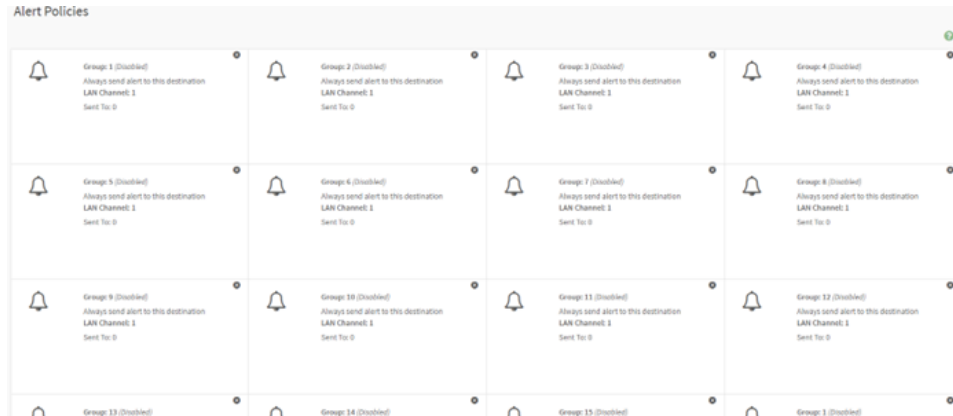 Alert Policies
Group: 1 (Disabled)
Always send alert to this destination
LAN Channel: 1
Sent To: 0
Group: 2 (Disabled)
Always send alert to this destination
LAN Channel: 1
Sent To: 0
Group: 3 (Disabled)
Always send alert to this destination
LAN Channel: 1
Sent To: 0
Group: 4 (Disabled)
Always send alert to this destination
LAN Channel: 1
Sent To: 0
Group: 5 (Disabled)
Always send alert to this destination
LAN Channel: 1
Sent To: 0
Group: 6 (Disabled)
Always send alert to this destination
LAN Channel: 1
Sent To: 0
Group: 7 (Disabled)
Always send alert to this destination
LAN Channel: 1
Sent To: 0
Group: 8 (Disabled)
Always send alert to this destination
LAN Channel: 1
Sent To: 0
Group: 9 (Disabled)
Always send alert to this destination
LAN Channel: 1
Sent To: 0
Group: 10 (Disabled)
Always send alert to this destination
LAN Channel: 1
Sent To: 0
Group: 11 (Disabled)
Always send alert to this destination
LAN Channel: 1
Sent To: 0
Group: 12 (Disabled)
Always send alert to this destination
LAN Channel: 1
Sent To: 0
Group: 13 (Disabled)
Group: 14 (Disabled)
Group: 15 (Disabled)
Group: 1 (Disabled)